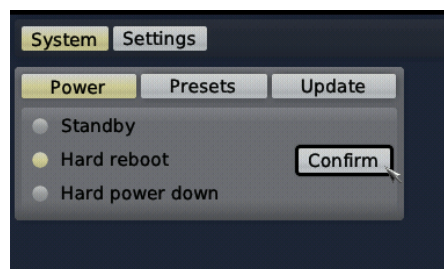 System Settings
Power Presets Update
Standby
Hard reboot Confirm
Hard power down